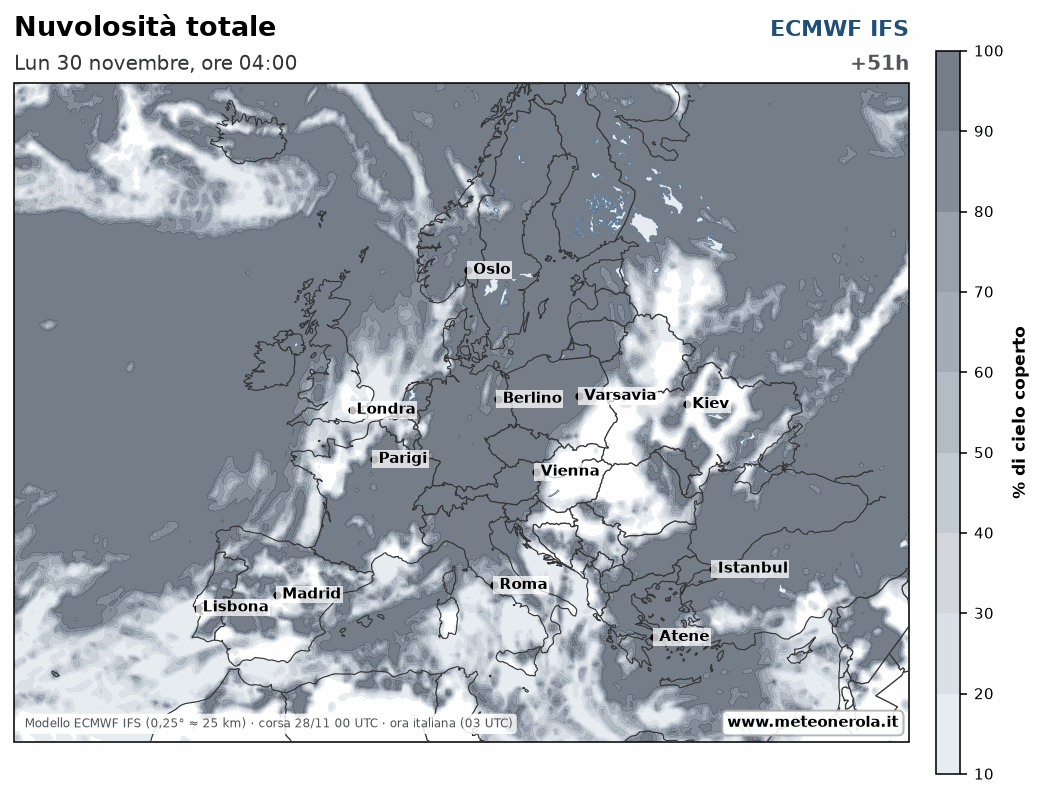 Nuvolosità totale
ECMWF IFS
Lun 30 novembre, ore 04:00
+51h
Oslo
Berlino
Varsavia
Kiev
Londra
Parigi
Vienna
Istanbul
Roma
Madrid
Lisbona
Atene
Modello ECMWF IFS (0,25° ≈ 25 km) · corsa 28/11 00 UTC · ora italiana (03 UTC)
www.meteonerola.it
100
90
80
70
60
50
40
30
20
10
% di cielo coperto